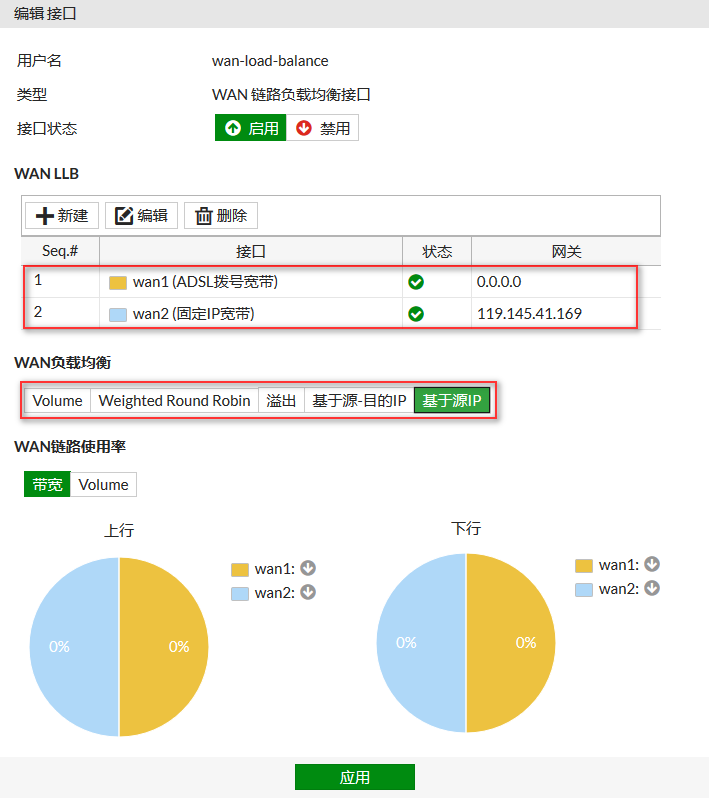 编辑 接口
用户名 wan-load-balance
类型 WAN 链路负载均衡接口
接口状态 启用 禁用
WAN LLB
新建 编辑 删除
Seq.# 接口 状态 网关
1 wan1 (ADSL拨号宽带) 0.0.0.0
2 wan2 (固定IP宽带) 119.145.41.169
WAN负载均衡
Volume Weighted Round Robin 溢出 基于源-目的IP 基于源IP
WAN链路使用率
带宽 Volume
上行 下行
wan1: wan1:
wan2: wan2:
0% 0% 0% 0%
应用